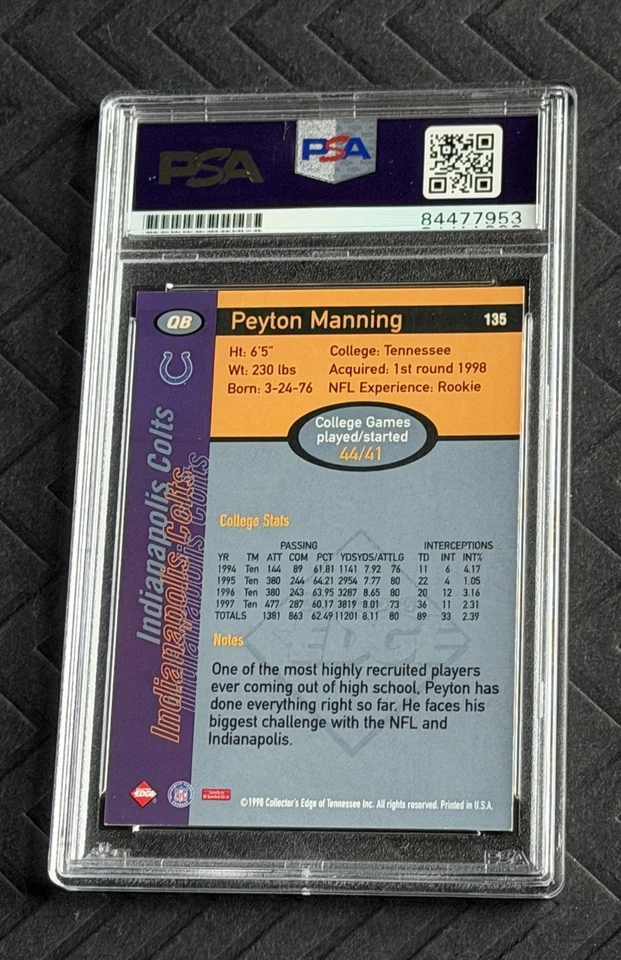 PSA
PSA
84477953
QB Peyton Manning 135
Ht: 6'5" College: Tennessee
Wt: 230 lbs Acquired: 1st round 1998
Born: 3-24-76 NFL Experience: Rookie
College Games
played/started
44/41
Indianapolis Colts
Indianapolis Colts
Indianapolis Colts
College Stats
PASSING INTERCEPTIONS
YR TM ATT COM PCT YDS YDS/ATT LG TD INT INT%
1994 Ten 144 89 61.81 1141 7.92 76 11 6 4.17
1995 Ten 380 244 64.21 2954 7.77 80 22 4 1.05
1996 Ten 380 243 63.95 3287 8.65 80 20 12 3.16
1997 Ten 477 287 60.17 3819 8.01 73 36 11 2.31
TOTALS 1381 863 62.49 11201 8.11 80 89 33 2.39
EDGE
Notes
One of the most highly recruited players
ever coming out of high school, Peyton has
done everything right so far. He faces his
biggest challenge with the NFL and
Indianapolis.
EDGE
NFL
©1998 Collector's Edge of Tennessee Inc. All rights reserved. Printed in U.S.A.
PSA